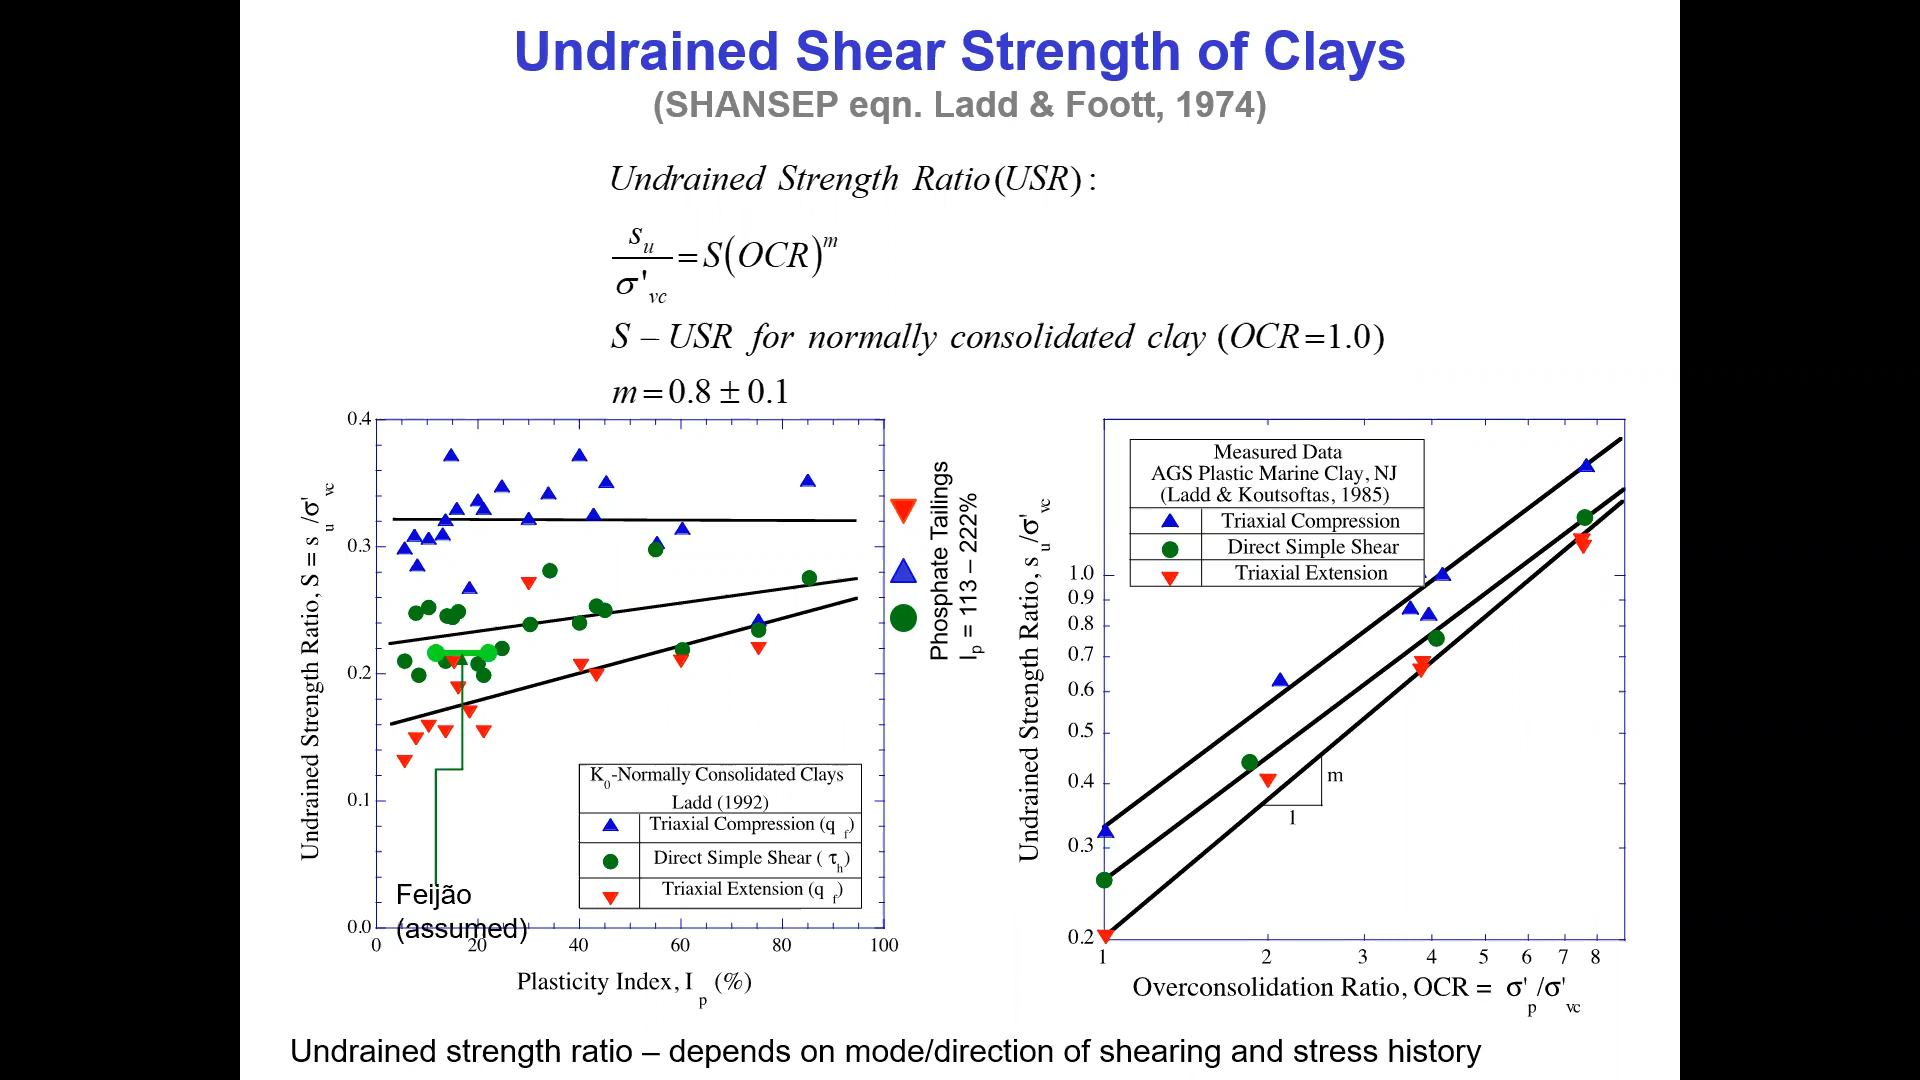 Undrained Shear Strength of Clays
(SHANSEP eqn. Ladd & Foott, 1974)
Undrained Strength Ratio (USR) :
s_u / σ'_vc = S(OCR)^m
S – USR for normally consolidated clay (OCR = 1.0)
m = 0.8 ± 0.1
Undrained Strength Ratio, S = s_u/σ'_vc
0.4
0.3
0.2
0.1
0.0
0
20
40
60
80
100
Plasticity Index, I_p (%)
K_0-Normally Consolidated Clays
Ladd (1992)
Triaxial Compression (q_f)
Direct Simple Shear ( τ_h)
Triaxial Extension (q_f)
Feijão
(assumed)
Phosphate Tailings
I_p = 113 – 222%
Undrained Strength Ratio, s_u/σ'_vc
1.0
0.9
0.8
0.7
0.6
0.5
0.4
0.3
0.2
1
2
3
4
5
6
7
8
Overconsolidation Ratio, OCR = σ'_p/σ'_vc
Measured Data
AGS Plastic Marine Clay, NJ
(Ladd & Koutsoftas, 1985)
Triaxial Compression
Direct Simple Shear
Triaxial Extension
m
1
Undrained strength ratio – depends on mode/direction of shearing and stress history